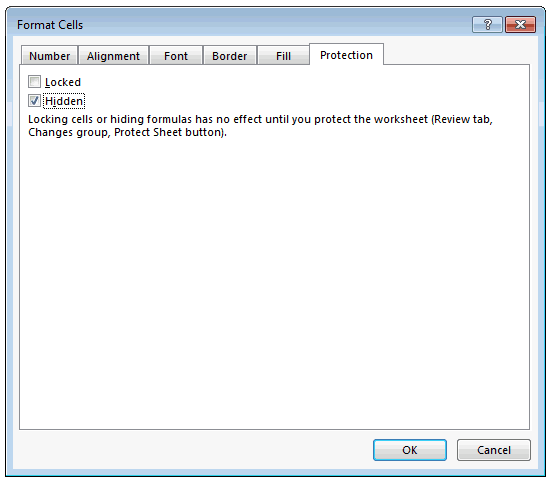 Format Cells
?
Number Alignment Font Border Fill Protection
Locked
Hidden
Locking cells or hiding formulas has no effect until you protect the worksheet (Review tab,
Changes group, Protect Sheet button).
OK Cancel